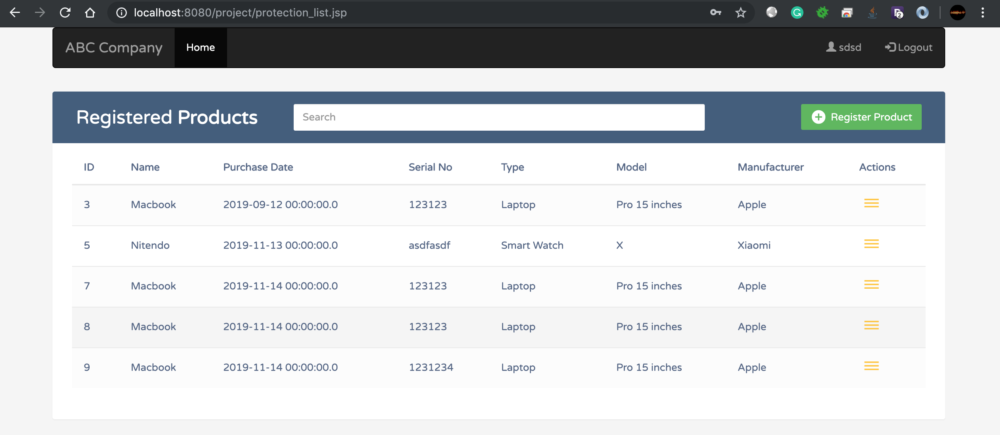 localhost:8080/project/protection_list.jsp
ABC Company Home sdsd Logout
Registered Products Search Register Product
ID Name Purchase Date Serial No Type Model Manufacturer Actions
3 Macbook 2019-09-12 00:00:00.0 123123 Laptop Pro 15 inches Apple
5 Nitendo 2019-11-13 00:00:00.0 asdfasdf Smart Watch X Xiaomi
7 Macbook 2019-11-14 00:00:00.0 123123 Laptop Pro 15 inches Apple
8 Macbook 2019-11-14 00:00:00.0 123123 Laptop Pro 15 inches Apple
9 Macbook 2019-11-14 00:00:00.0 1231234 Laptop Pro 15 inches Apple